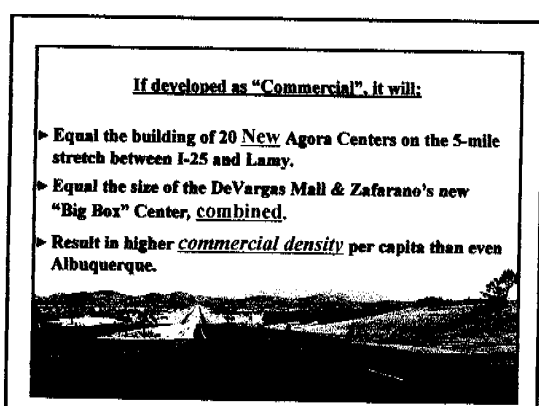 If developed as "Commercial", it will:
► Equal the building of 20 New Agora Centers on the 5-mile
stretch between I-25 and Lamy.
► Equal the size of the DeVargas Mall & Zafarano's new
"Big Box" Center, combined.
► Result in higher commercial density per capita than even
Albuquerque.